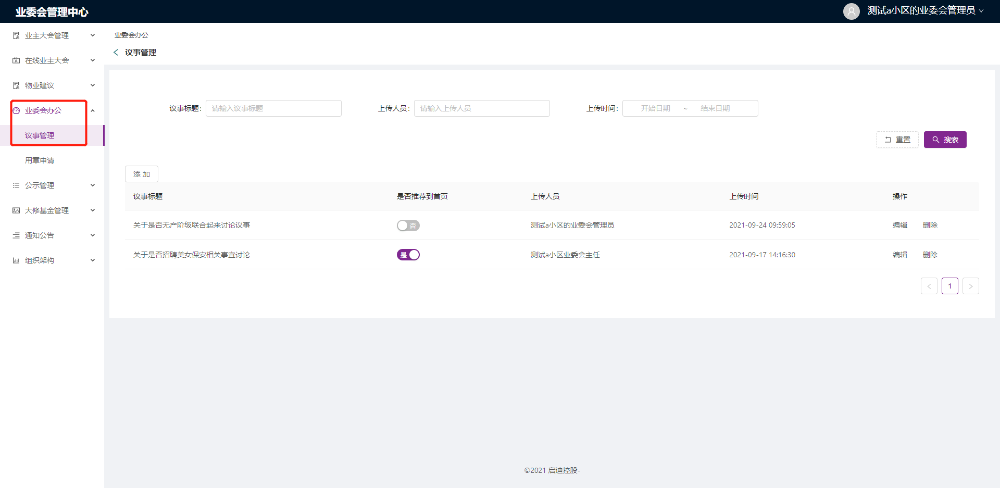 业委会管理中心
测试a小区的业委会管理员
业主大会管理
在线业主大会
物业建议
业委会办公
议事管理
用章申请
公示管理
大修基金管理
通知公告
组织架构
业委会办公
议事管理
议事标题: 请输入议事标题 上传人员: 请输入上传人员 上传时间: 开始日期 ~ 结束日期
重置 搜索
添 加
议事标题 是否推荐到首页 上传人员 上传时间 操作
关于是否无产阶级联合起来讨论议事 否 测试a小区的业委会管理员 2021-09-24 09:59:05 编辑 删除
关于是否招聘美女保安相关事宜讨论 是 测试a小区业委会主任 2021-09-17 14:16:30 编辑 删除
< 1 >
©2021 启迪控股-